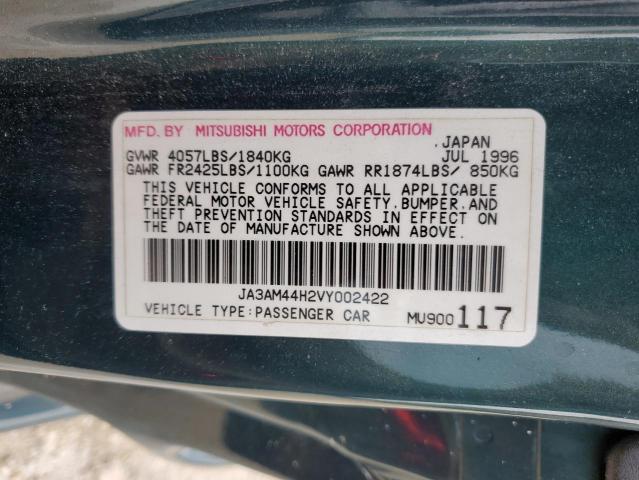 MFD. BY MITSUBISHI MOTORS CORPORATION
.JAPAN
GVWR 4057LBS/1840KG JUL 1996
GAWR FR2425LBS/1100KG GAWR RR1874LBS/ 850KG
THIS VEHICLE CONFORMS TO ALL APPLICABLE
FEDERAL MOTOR VEHICLE SAFETY,BUMPER,AND
THEFT PREVENTION STANDARDS IN EFFECT ON
THE DATE OF MANUFACTURE SHOWN ABOVE.
JA3AM44H2VY002422
VEHICLE TYPE:PASSENGER CAR MU900117